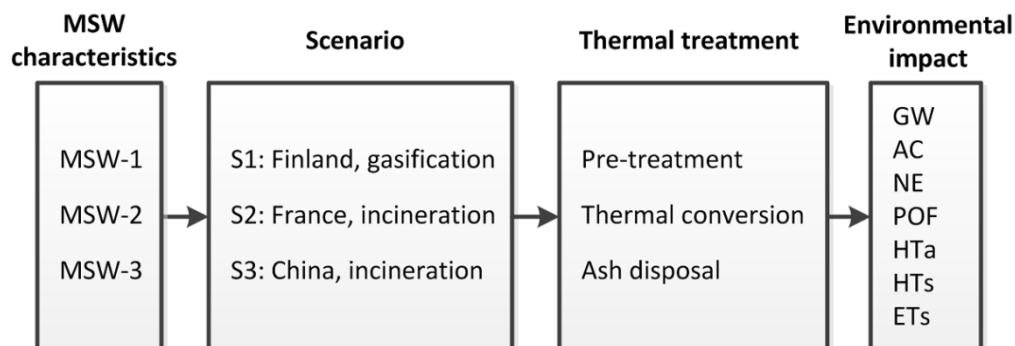 MSW
characteristics
MSW-1
MSW-2
MSW-3
Scenario
S1: Finland, gasification
S2: France, incineration
S3: China, incineration
Thermal treatment
Pre-treatment
Thermal conversion
Ash disposal
Environmental
impact
GW
AC
NE
POF
HTa
HTs
ETs